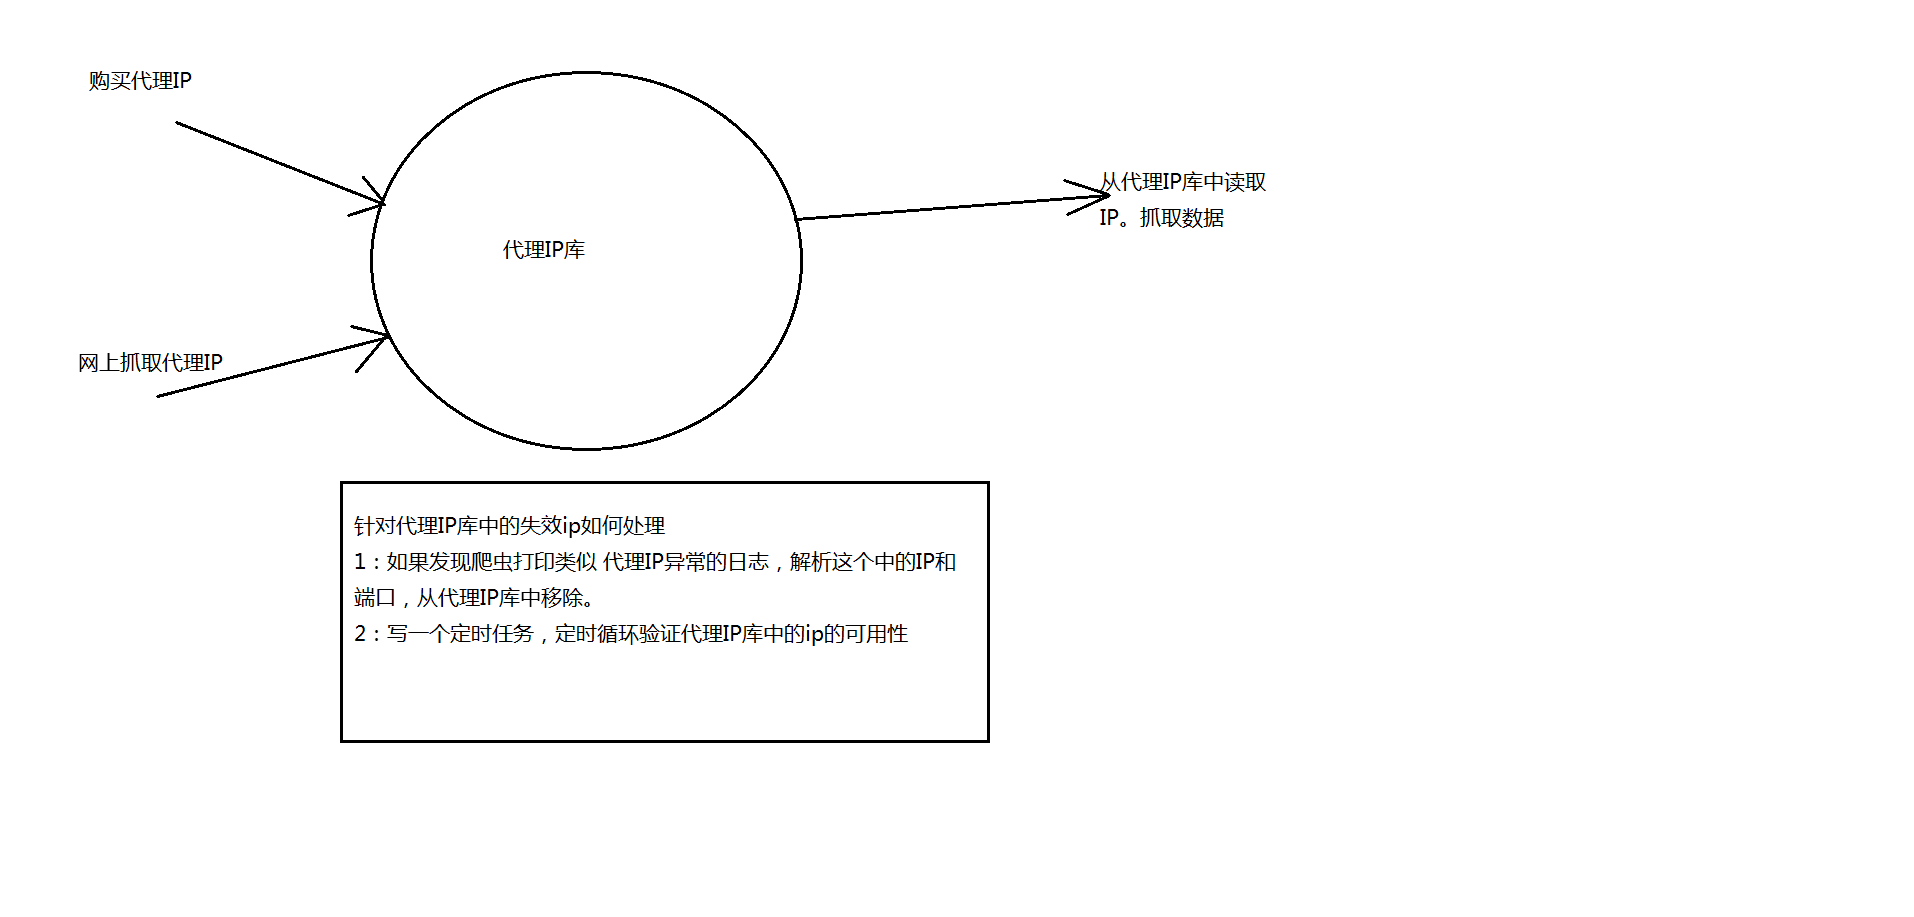 购买代理IP
从代理IP库中读取
IP。抓取数据
代理IP库
网上抓取代理IP
针对代理IP库中的失效ip如何处理
1：如果发现爬虫打印类似 代理IP异常的日志，解析这个中的IP和
端口，从代理IP库中移除。
2：写一个定时任务，定时循环验证代理IP库中的ip的可用性